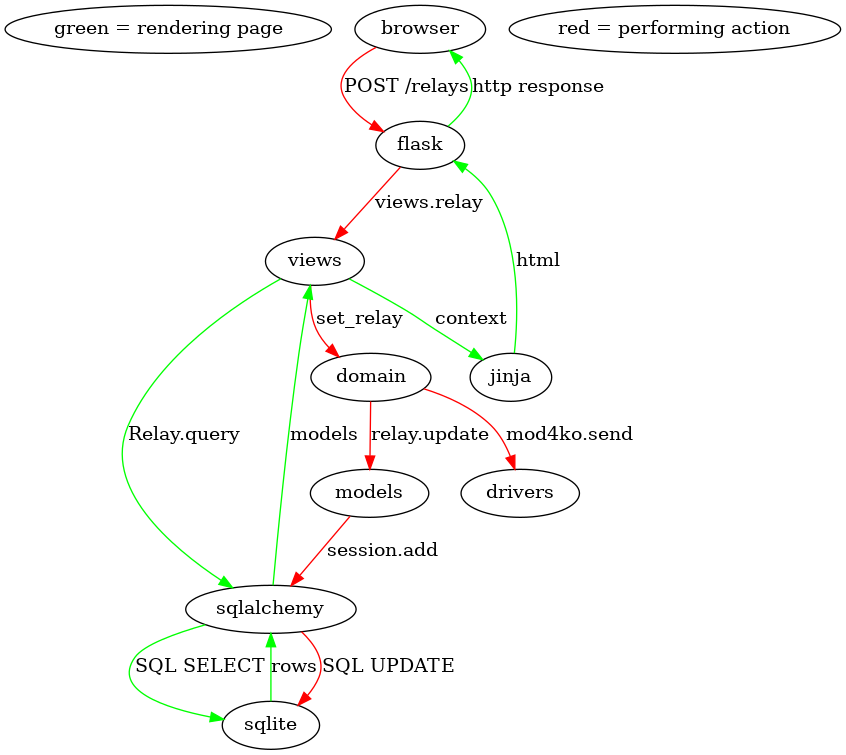 green = rendering page
browser
red = performing action
POST /relays
http response
flask
views.relay
views
html
set_relay
context
domain
jinja
Relay.query
models
relay.update
mod4ko.send
models
drivers
session.add
sqlalchemy
SQL SELECT
rows
SQL UPDATE
sqlite